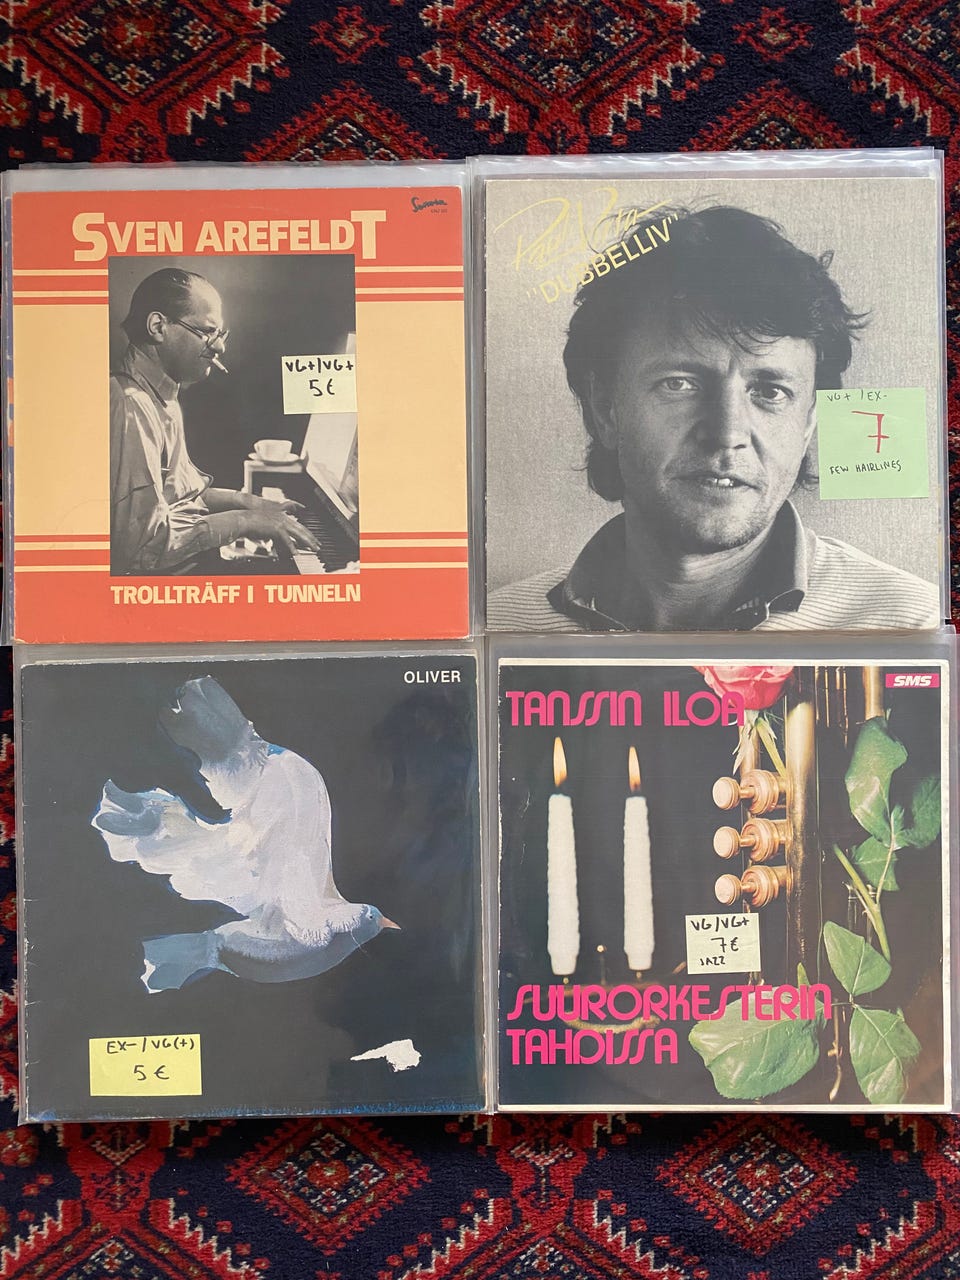 SVEN AREFELDT
Sonora
VG+/VG+
5€
TROLLTRÄFF I TUNNELN
"DUBBELLIV"
VG+ / EX-
7
FEW HAIRLINES
OLIVER
EX- / VG(+)
5 €
SMS
TANSSIN ILOA
VG/VG+
7€
JAZZ
SUURORKESTERIN
TAHDISSA